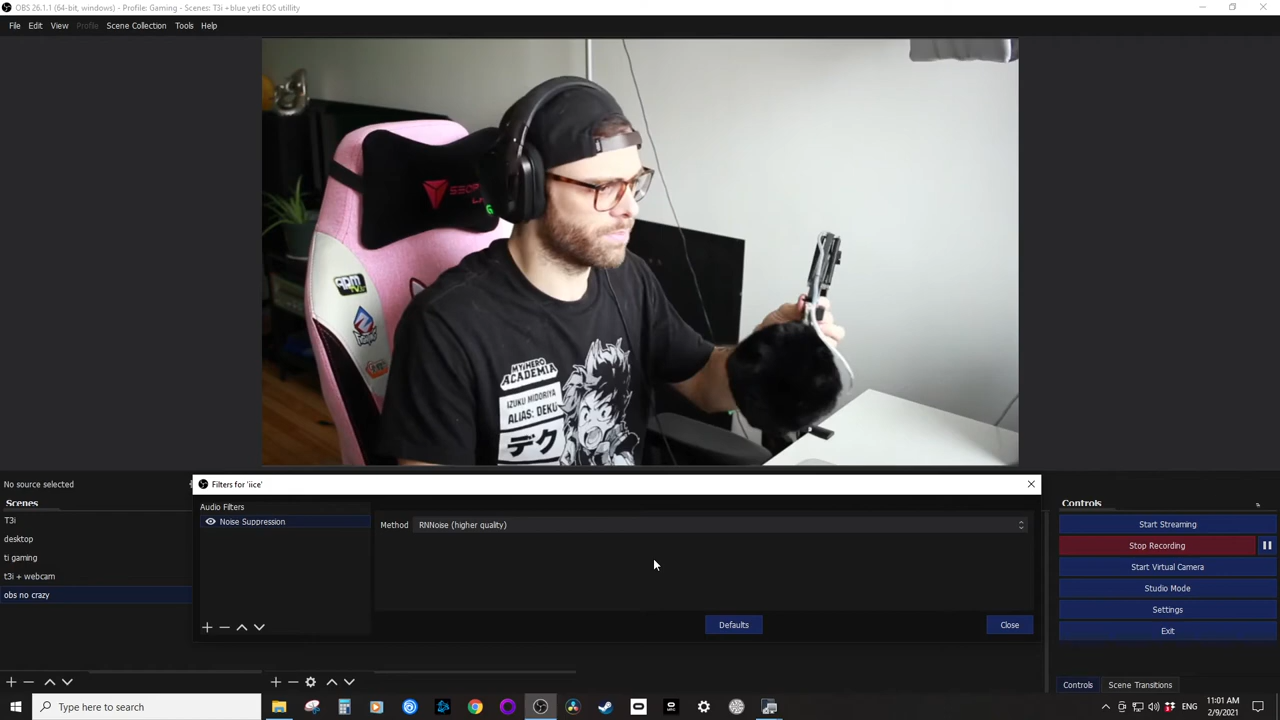 OBS 26.1.1 (64-bit, windows) - Profile: Gaming - Scenes: T3i + blue yeti EOS utillity
File Edit View Profile Scene Collection Tools Help
MY HERO
ACADEMIA
IZUKU MIDORIYA
ALIAS: DEKU
デク
No source selected
Filters for 'iice'
Scenes
Audio Filters
Controls
T3i
Noise Suppression
Method RNNoise (higher quality)
Start Streaming
desktop
Stop Recording
ti gaming
Start Virtual Camera
t3i + webcam
Studio Mode
obs no crazy
Settings
Defaults
Close
Exit
Controls
Scene Transitions
Type here to search
ENG
11:01 AM
2/9/2021